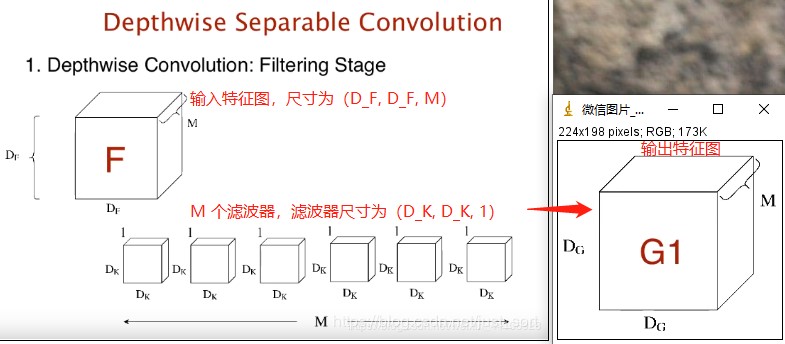 Depthwise Separable Convolution
1. Depthwise Convolution: Filtering Stage
输入特征图，尺寸为（D_F, D_F, M）
M
D_F
F
D_F
M 个滤波器，滤波器尺寸为（D_K, D_K, 1）
1 1 1 1 1 1
D_K D_K D_K D_K D_K D_K
D_K D_K D_K D_K D_K D_K
M
https://blog.csdn.net/just_sort
微信图片_...
224x198 pixels; RGB; 173K
输出特征图
M
D_G
G1
D_G